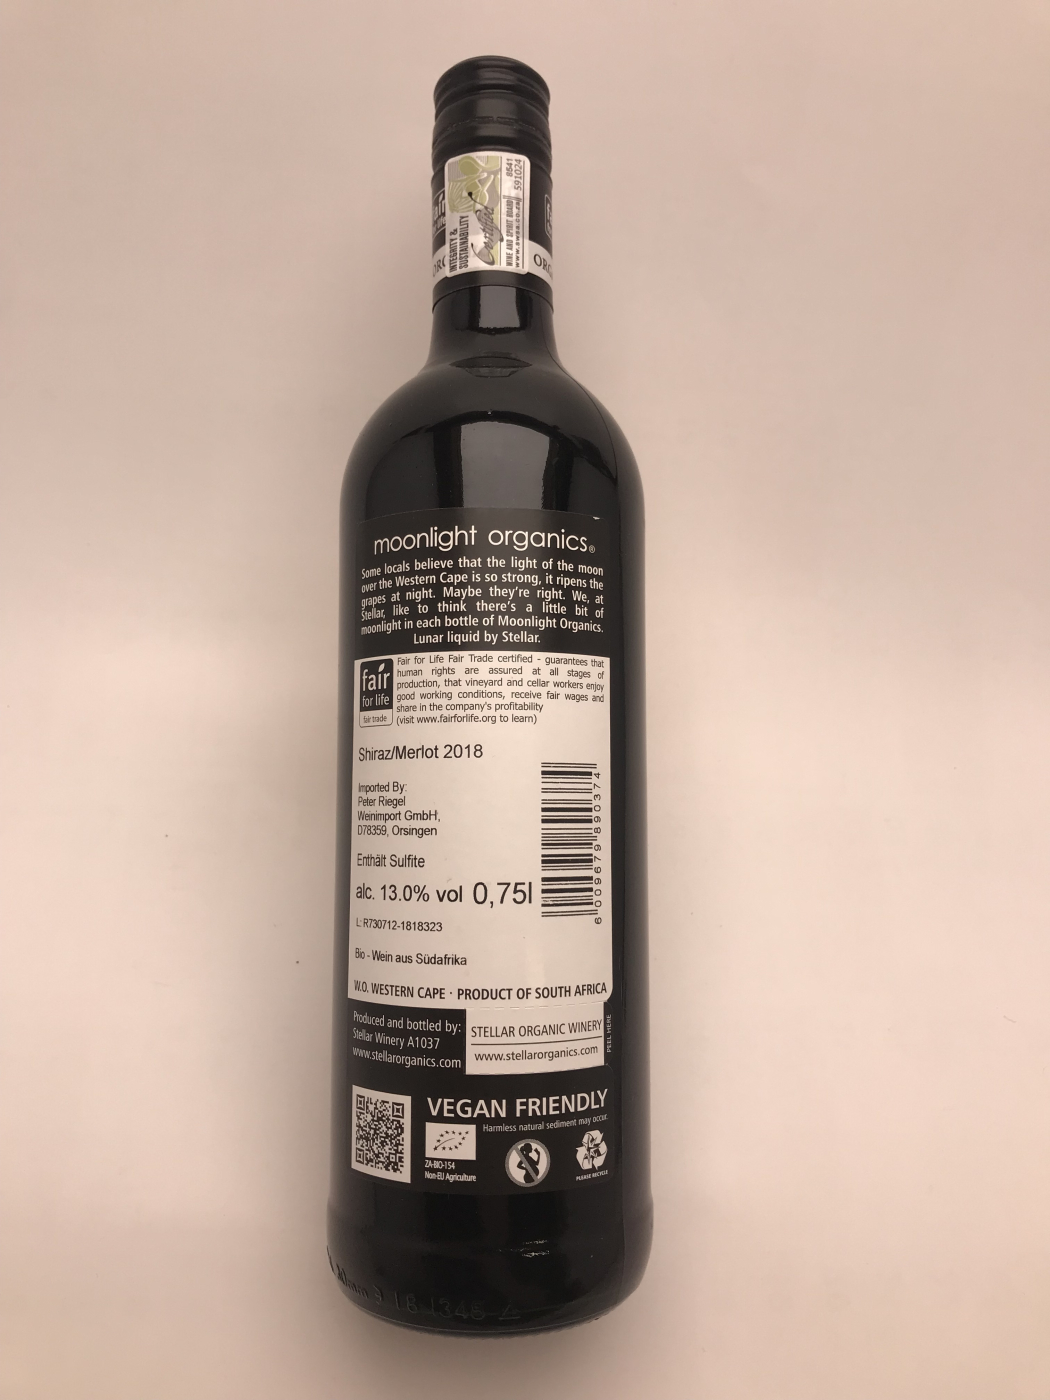 INTEGRITY &
SUSTAINABILITY
Certified
WINE AND SPIRIT BOARD
www.swsa.co.za
8541
591024
moonlight organics®
Some locals believe that the light of the moon
over the Western Cape is so strong, it ripens the
grapes at night. Maybe they're right. We, at
Stellar, like to think there's a little bit of
moonlight in each bottle of Moonlight Organics.
Lunar liquid by Stellar.
fair
for life
fair trade
Fair for Life Fair Trade certified - guarantees that
human rights are assured at all stages of
production, that vineyard and cellar workers enjoy
good working conditions, receive fair wages and
share in the company's profitability
(visit www.fairforlife.org to learn)
Shiraz/Merlot 2018
Imported By:
Peter Riegel
Weinimport GmbH,
D78359, Orsingen
Enthält Sulfite
alc. 13.0% vol 0,75l
L: R730712-1818323
Bio - Wein aus Südafrika
6 009679 890374
W.O. WESTERN CAPE · PRODUCT OF SOUTH AFRICA
Produced and bottled by:
Stellar Winery A1037
www.stellarorganics.com
STELLAR ORGANIC WINERY
www.stellarorganics.com
PEEL HERE
VEGAN FRIENDLY
Harmless natural sediment may occur.
ZA-BIO-154
Non-EU Agriculture
PLEASE RECYCLE